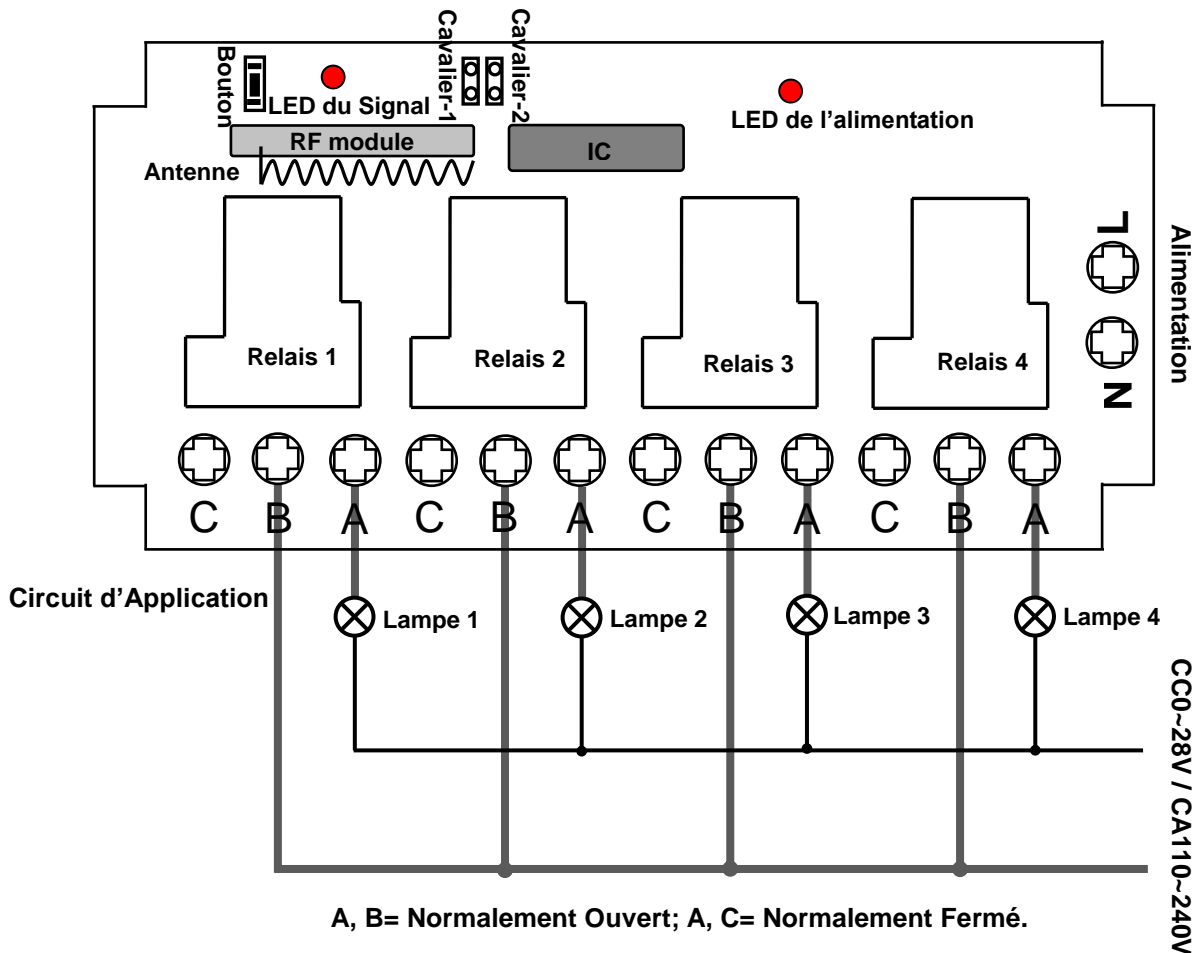 Bouton
Cavalier-1
Cavalier-2
LED du Signal
LED de l’alimentation
RF module
IC
Antenne
L
N
Alimentation
Relais 1
Relais 2
Relais 3
Relais 4
C B A C B A C B A C B A
Circuit d’Application
Lampe 1
Lampe 2
Lampe 3
Lampe 4
CC0~28V / CA110~240V
A, B= Normalement Ouvert; A, C= Normalement Fermé.